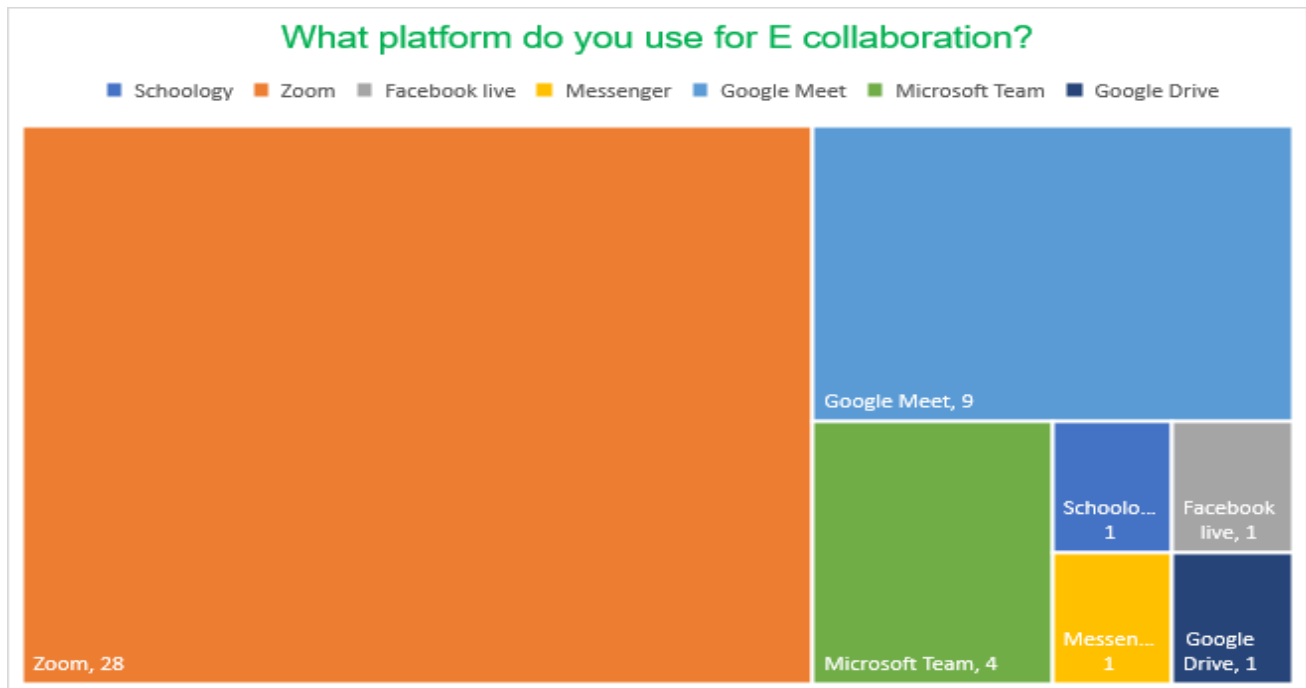 What platform do you use for E collaboration?
Schoology Zoom Facebook live Messenger Google Meet Microsoft Team Google Drive
Google Meet, 9
Schoolo...
1
Facebook
live, 1
Zoom, 28
Microsoft Team, 4
Messen...
1
Google
Drive, 1